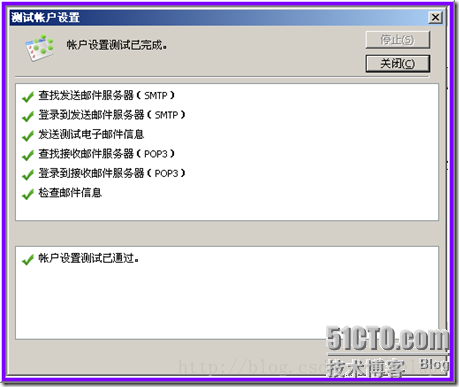 测试帐户设置
帐户设置测试已完成。
停止(S)
关闭(C)
查找发送邮件服务器(SMTP)
登录到发送邮件服务器(SMTP)
发送测试电子邮件信息
查找接收邮件服务器(POP3)
登录到接收邮件服务器(POP3)
检查邮件信息
帐户设置测试已通过。
51CTO.com
技术博客 Blog
http://blog.cs